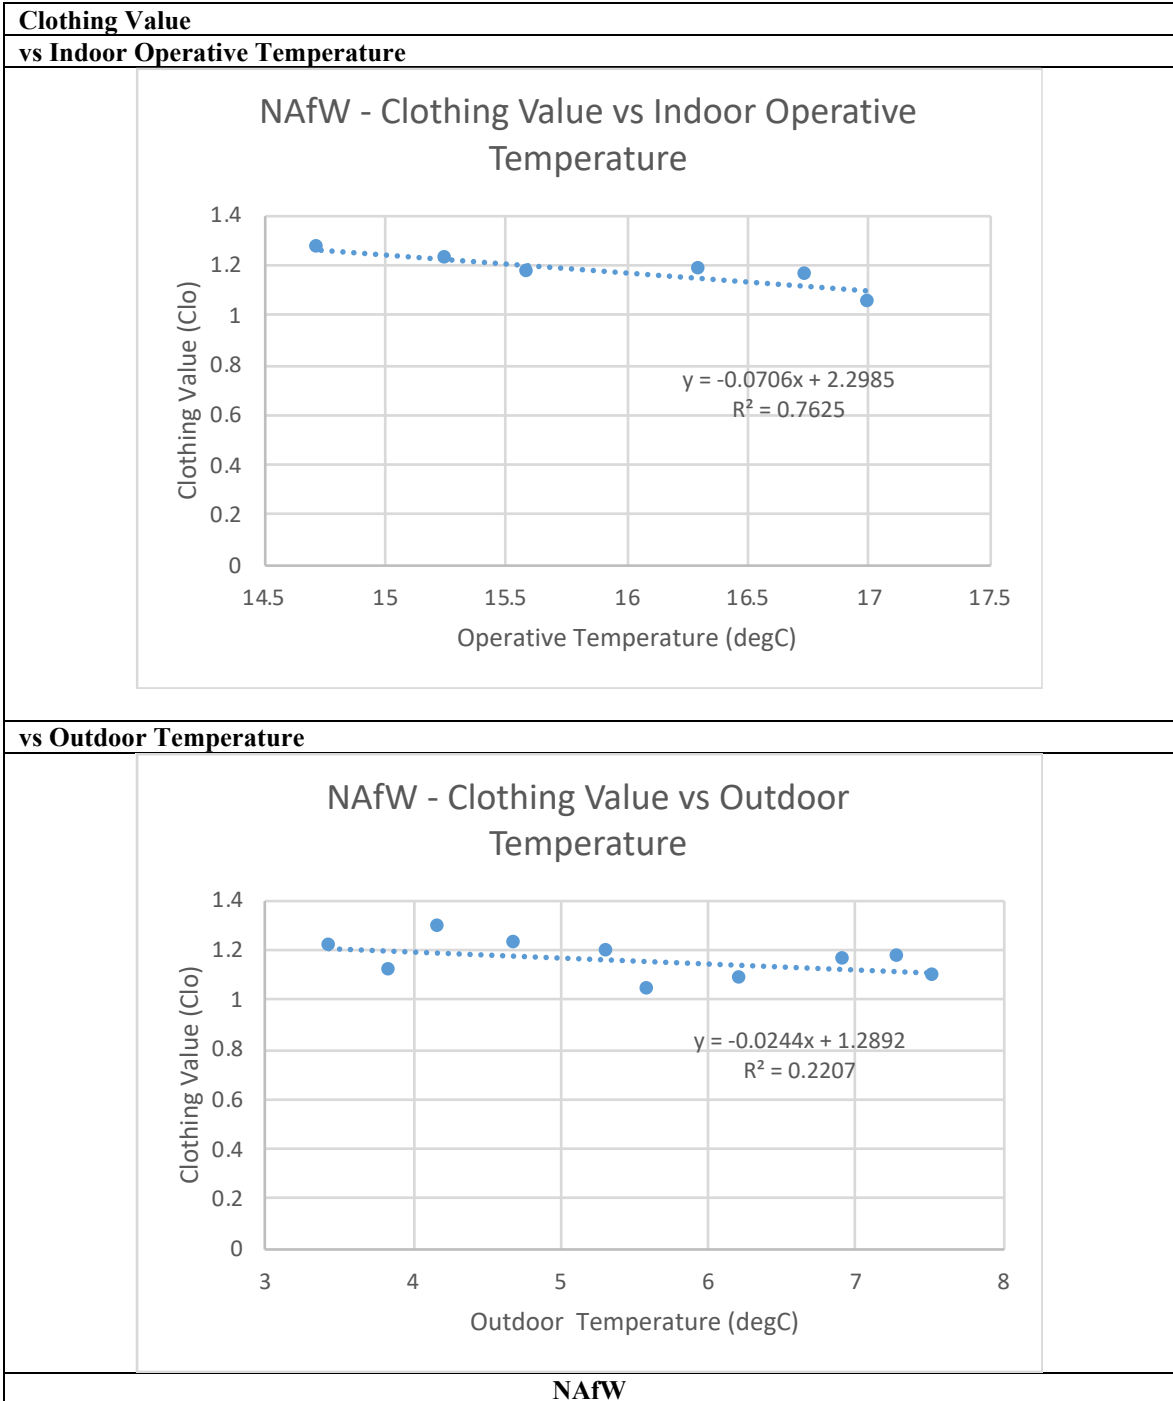 Clothing Value
vs Indoor Operative Temperature
NAfW - Clothing Value vs Indoor Operative
Temperature
1.4
1.2
1
0.8
0.6
0.4
0.2
0
Clothing Value (Clo)
y = -0.0706x + 2.2985
R² = 0.7625
14.5 15 15.5 16 16.5 17 17.5
Operative Temperature (degC)
vs Outdoor Temperature
NAfW - Clothing Value vs Outdoor
Temperature
1.4
1.2
1
0.8
0.6
0.4
0.2
0
Clothing Value (Clo)
y = -0.0244x + 1.2892
R² = 0.2207
3 4 5 6 7 8
Outdoor  Temperature (degC)
NAfW